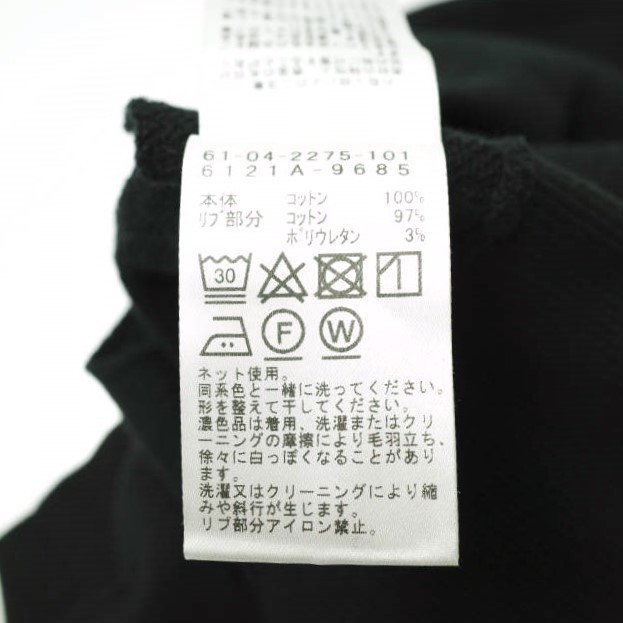 61-04-2275-101
6121A-9685
本体 コットン 100%
リブ部分 コットン 97%
ポリウレタン 3%
30
F W
ネット使用。
同系色と一緒に洗ってください。
形を整えて干してください。
濃色品は着用、洗濯またはクリ
ーニングの摩擦により毛羽立ち、
徐々に白っぽくなることがあり
ます。
洗濯又はクリーニングにより縮
みや斜行が生じます。
リブ部分アイロン禁止。